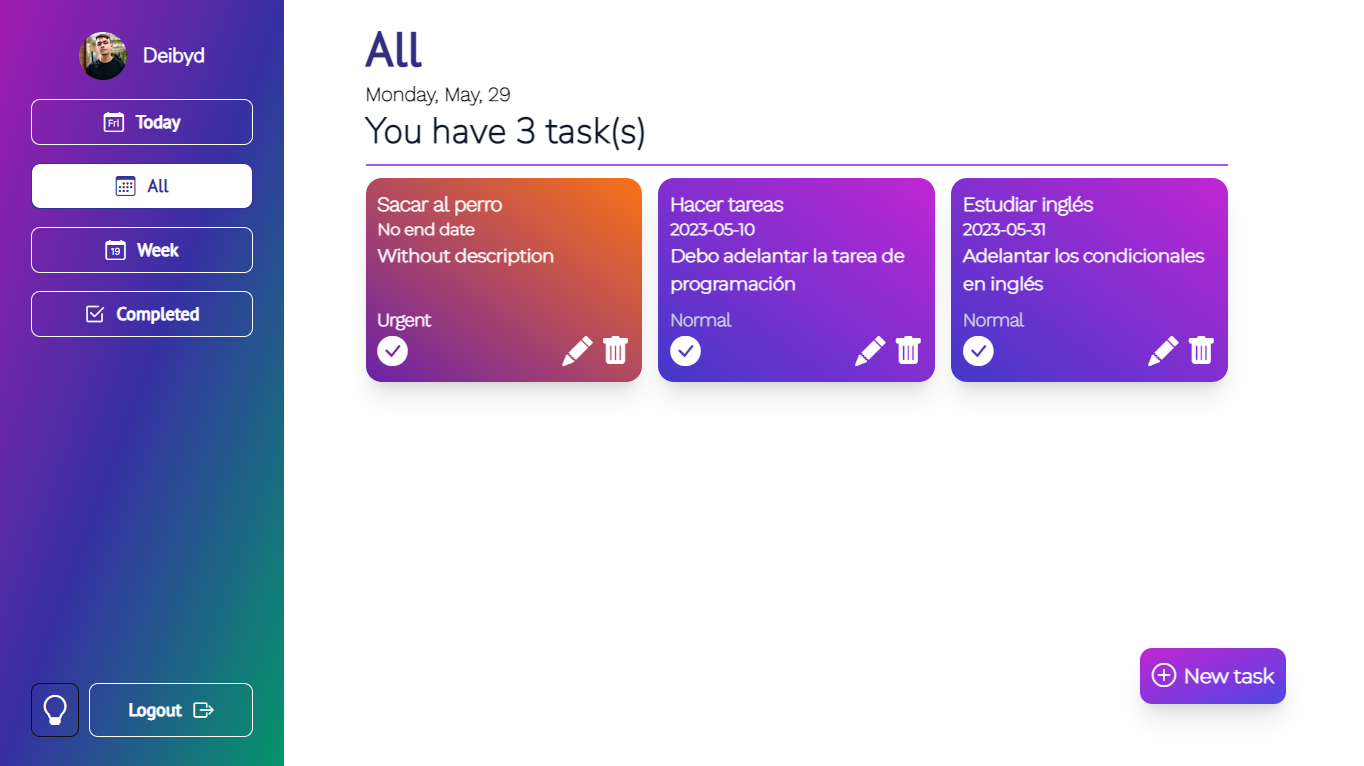 Deibyd
Fri Today
All
19 Week
Completed
Logout
All
Monday, May, 29
You have 3 task(s)
Sacar al perro
No end date
Without description
Urgent
Hacer tareas
2023-05-10
Debo adelantar la tarea de
programación
Normal
Estudiar inglés
2023-05-31
Adelantar los condicionales
en inglés
Normal
New task